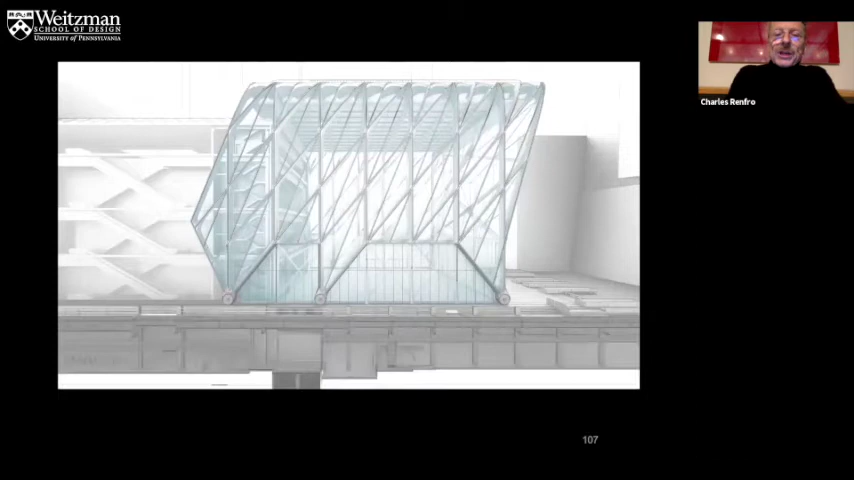 Weitzman
SCHOOL OF DESIGN
UNIVERSITY of PENNSYLVANIA
Charles Renfro
107